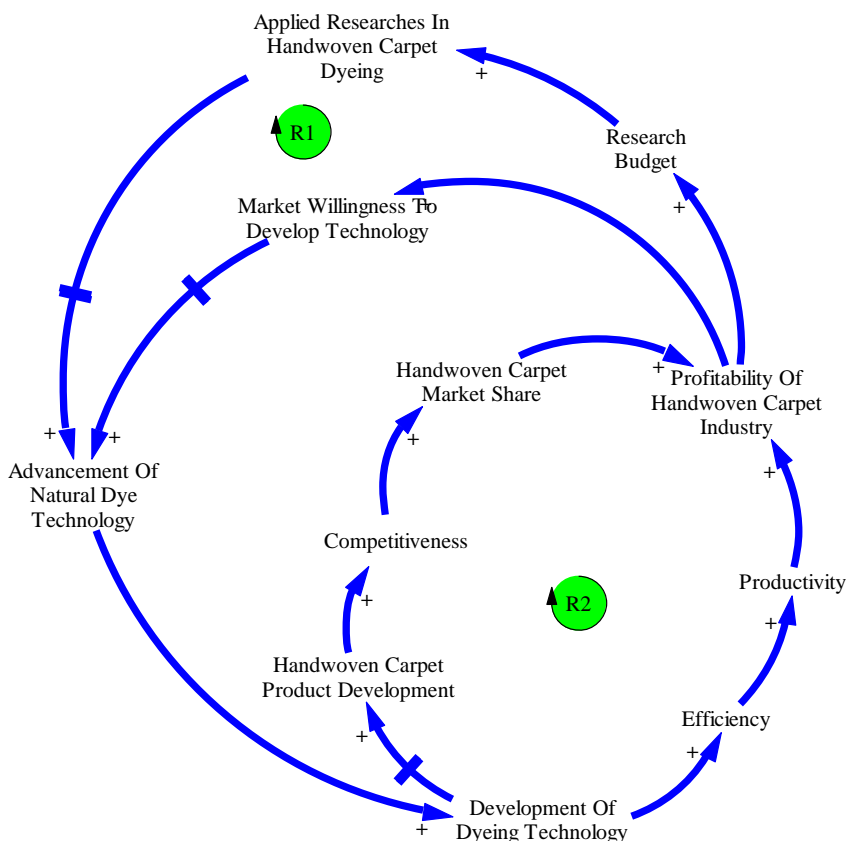 Applied Researches In
Handwoven Carpet
Dyeing
+
R1
Research
Budget
+
Market Willingness To
Develop Technology
+
Handwoven Carpet
Market Share
+
Profitability Of
Handwoven Carpet
Industry
+
+
+
+
Advancement Of
Natural Dye
Technology
Competitiveness
+
R2
Productivity
+
Handwoven Carpet
Product Development
+
Efficiency
+
Development Of
Dyeing Technology
+